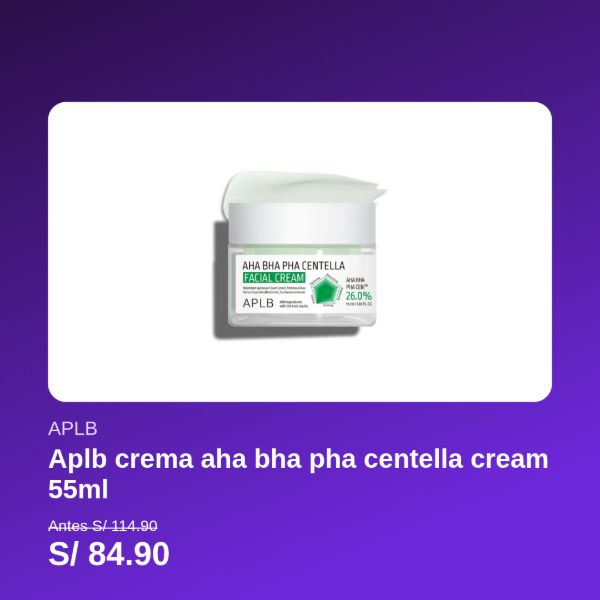 AHA BHA PHA CENTELLA
FACIAL CREAM
AHA BHA
PHA CEN
26.0%
APLB
APLB
Aplb crema aha bha pha centella cream
55ml
Antes S/ 114.90
S/ 84.90